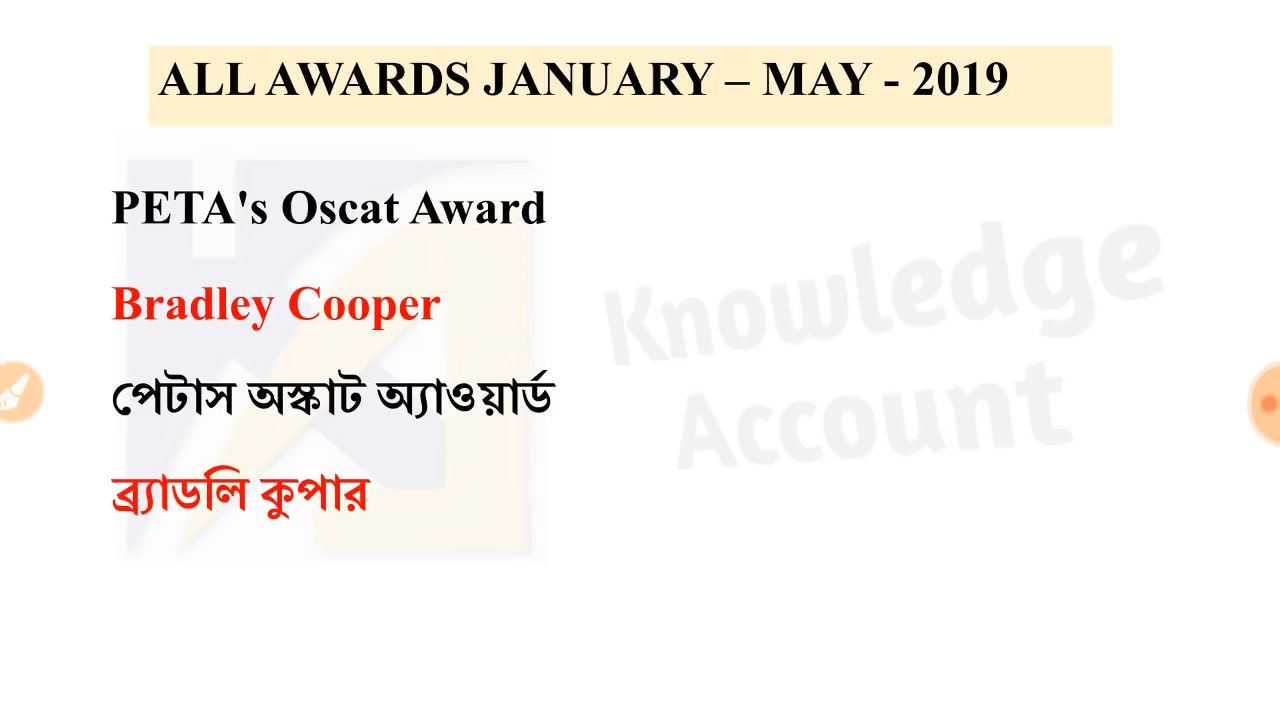 ALL AWARDS JANUARY – MAY - 2019
PETA's Oscat Award
Bradley Cooper
পেটাস অস্কাট অ্যাওয়ার্ড
ব্র্যাডলি কুপার
Knowledge
Account